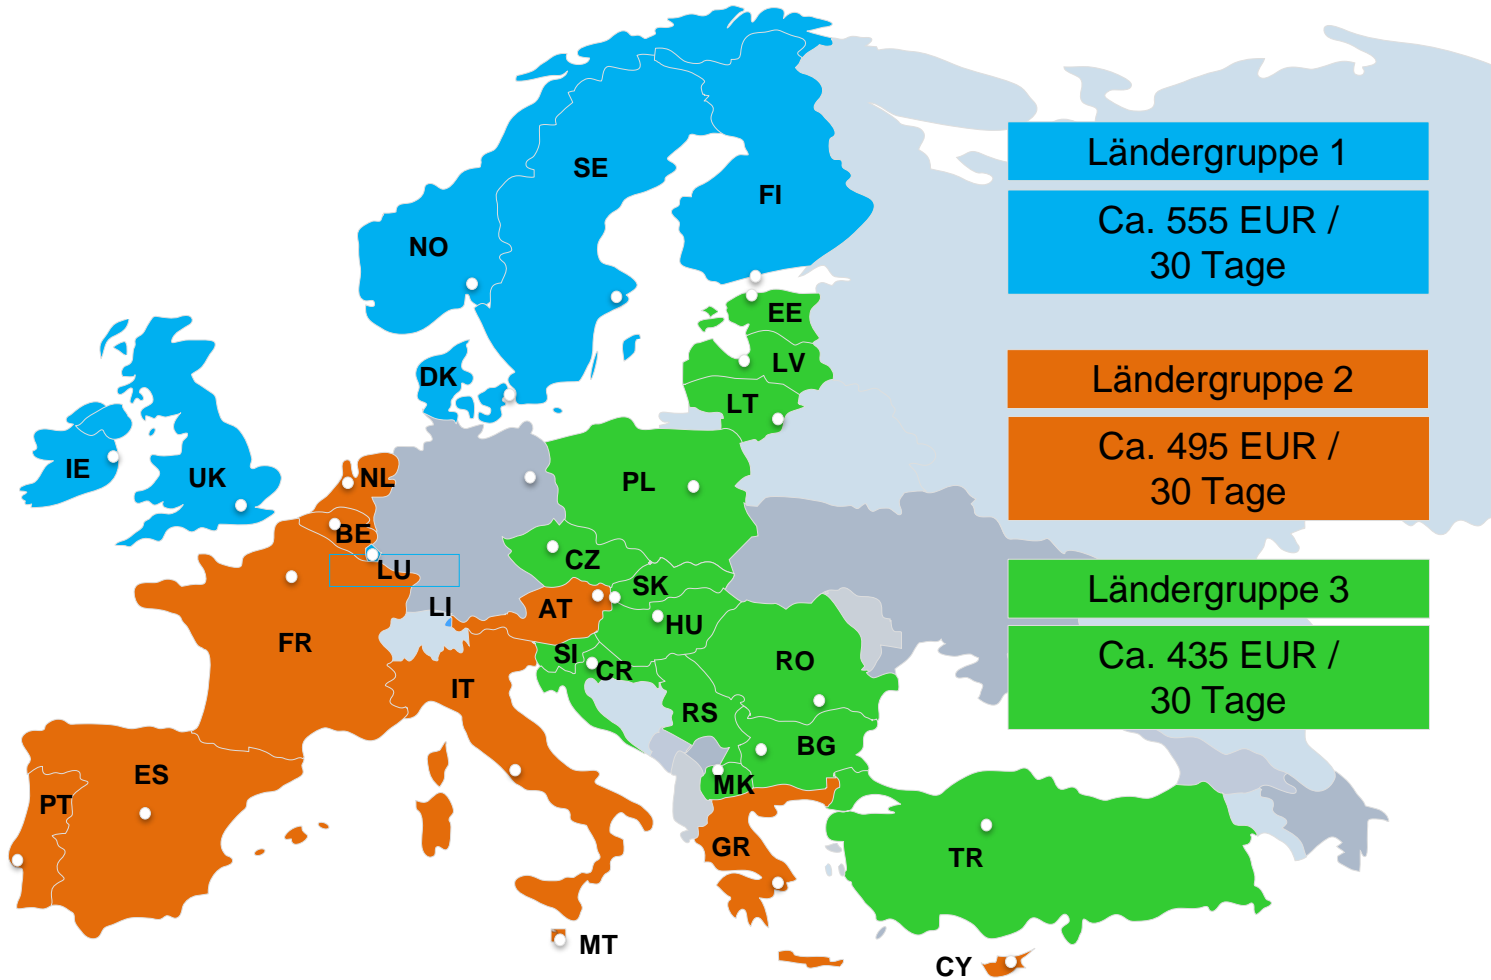 SE
FI
NO
EE
LV
DK
LT
IE
UK
NL
PL
BE
CZ
LU
SK
LI
AT
HU
FR
SI
CR
RO
IT
RS
BG
ES
PT
MK
GR
TR
MT
CY
Ländergruppe 1
Ca. 555 EUR /
30 Tage
Ländergruppe 2
Ca. 495 EUR /
30 Tage
Ländergruppe 3
Ca. 435 EUR /
30 Tage